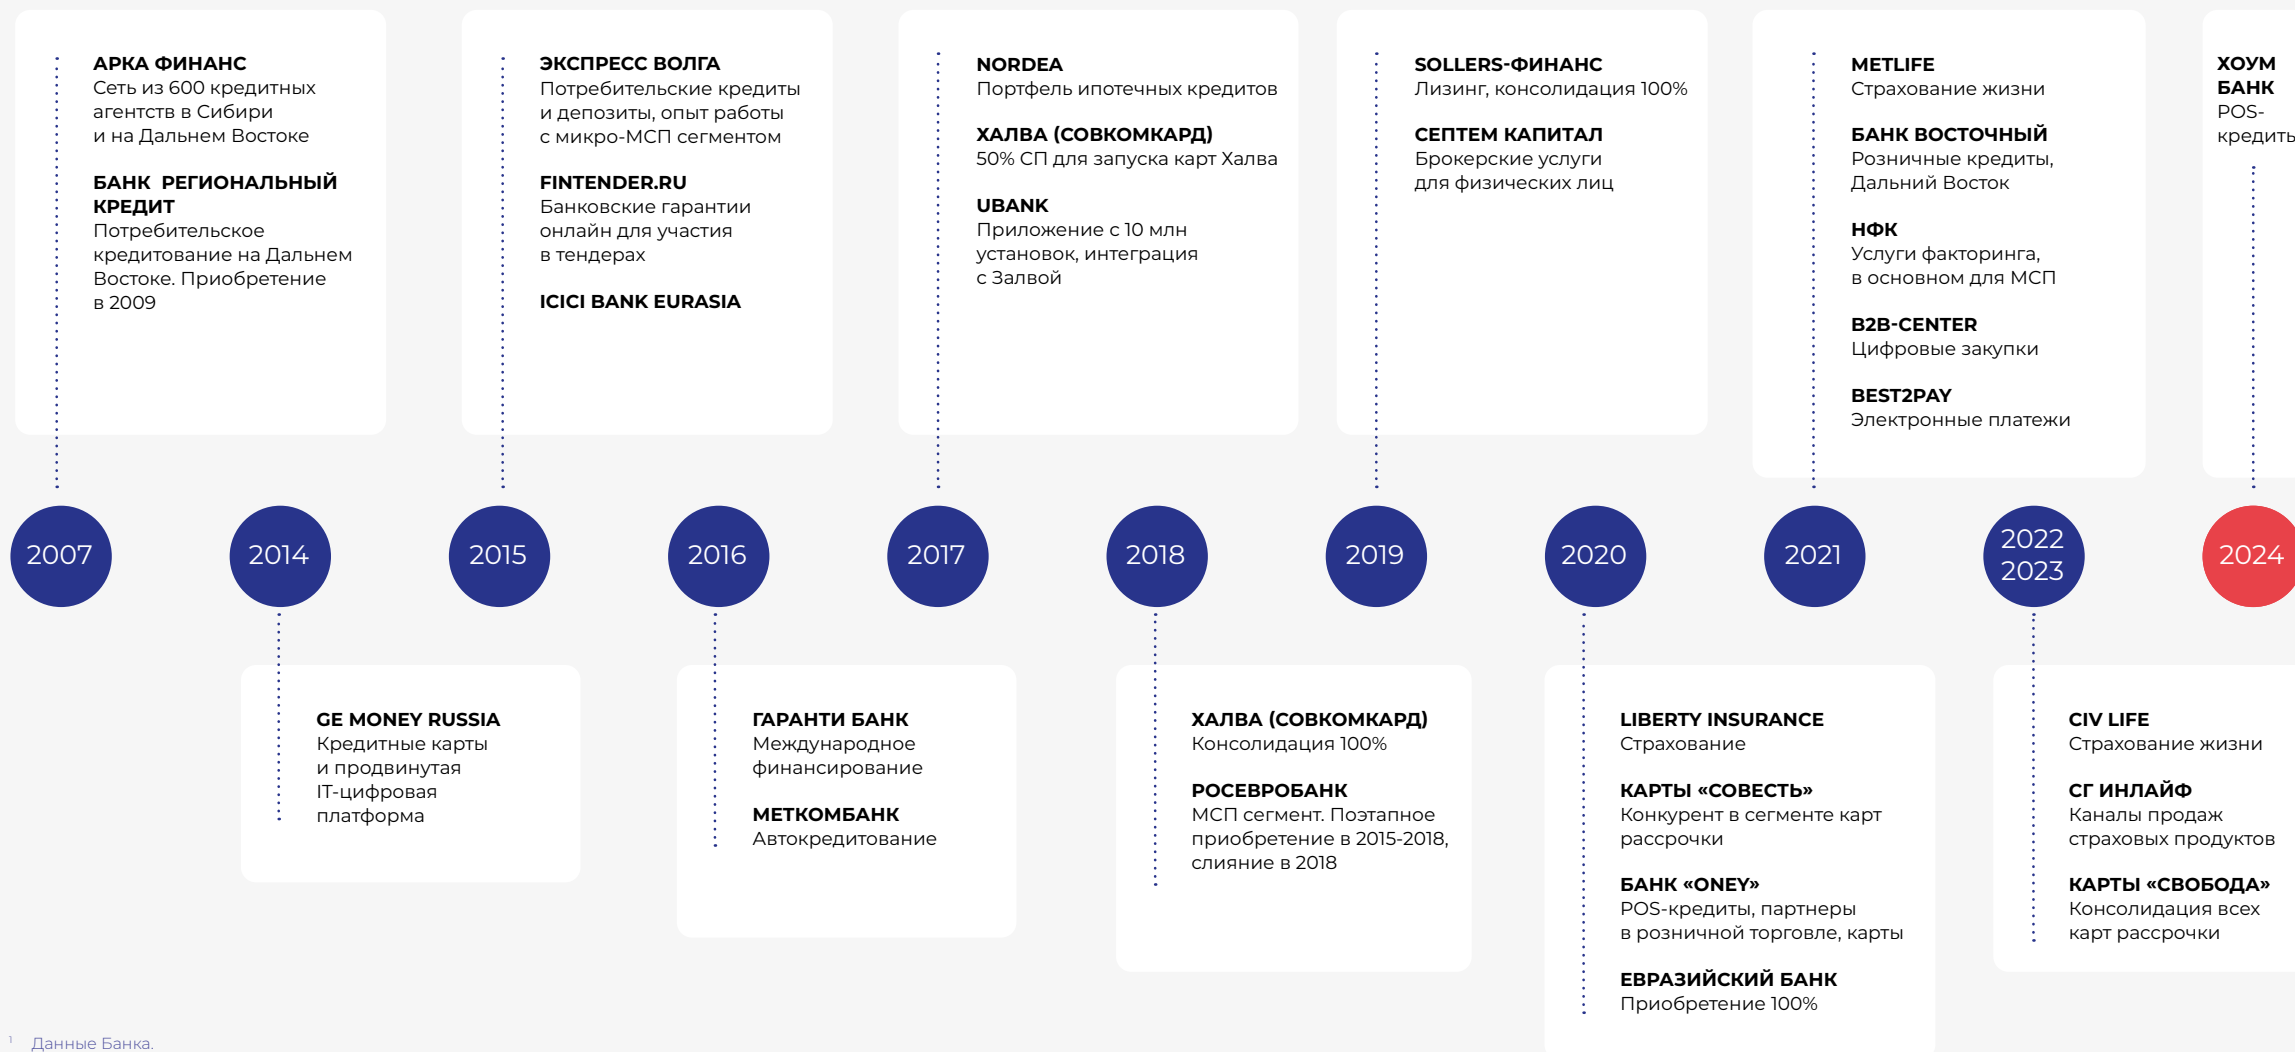 АРКА ФИНАНС
Сеть из 600 кредитных
агентств в Сибири
и на Дальнем Востоке
БАНК РЕГИОНАЛЬНЫЙ
КРЕДИТ
Потребительское
кредитование на Дальнем
Востоке. Приобретение
в 2009
ЭКСПРЕСС ВОЛГА
Потребительские кредиты
и депозиты, опыт работы
с микро-МСП сегментом
FINTENDER.RU
Банковские гарантии
онлайн для участия
в тендерах
ICICI BANK EURASIA
NORDEA
Портфель ипотечных кредитов
ХАЛВА (СОВКОМКАРД)
50% СП для запуска карт Халва
UBANK
Приложение с 10 млн
установок, интеграция
с Залвой
SOLLERS-ФИНАНС
Лизинг, консолидация 100%
СЕПТЕМ КАПИТАЛ
Брокерские услуги
для физических лиц
METLIFE
Страхование жизни
БАНК ВОСТОЧНЫЙ
Розничные кредиты,
Дальний Восток
НФК
Услуги факторинга,
в основном для МСП
B2B-CENTER
Цифровые закупки
BEST2PAY
Электронные платежи
ХОУМ
БАНК
POS-
кредиты
2007
2014
2015
2016
2017
2018
2019
2020
2021
2022
2023
2024
GE MONEY RUSSIA
Кредитные карты
и продвинутая
IT-цифровая
платформа
ГАРАНТИ БАНК
Международное
финансирование
МЕТКОМБАНК
Автокредитование
ХАЛВА (СОВКОМКАРД)
Консолидация 100%
РОСЕВРОБАНК
МСП сегмент. Поэтапное
приобретение в 2015-2018,
слияние в 2018
LIBERTY INSURANCE
Страхование
КАРТЫ «СОВЕСТЬ»
Конкурент в сегменте карт
рассрочки
БАНК «ONEY»
POS-кредиты, партнеры
в розничной торговле, карты
ЕВРАЗИЙСКИЙ БАНК
Приобретение 100%
CIV LIFE
Страхование жизни
СГ ИНЛАЙФ
Каналы продаж
страховых продуктов
КАРТЫ «СВОБОДА»
Консолидация всех
карт рассрочки
1 Данные Банка.